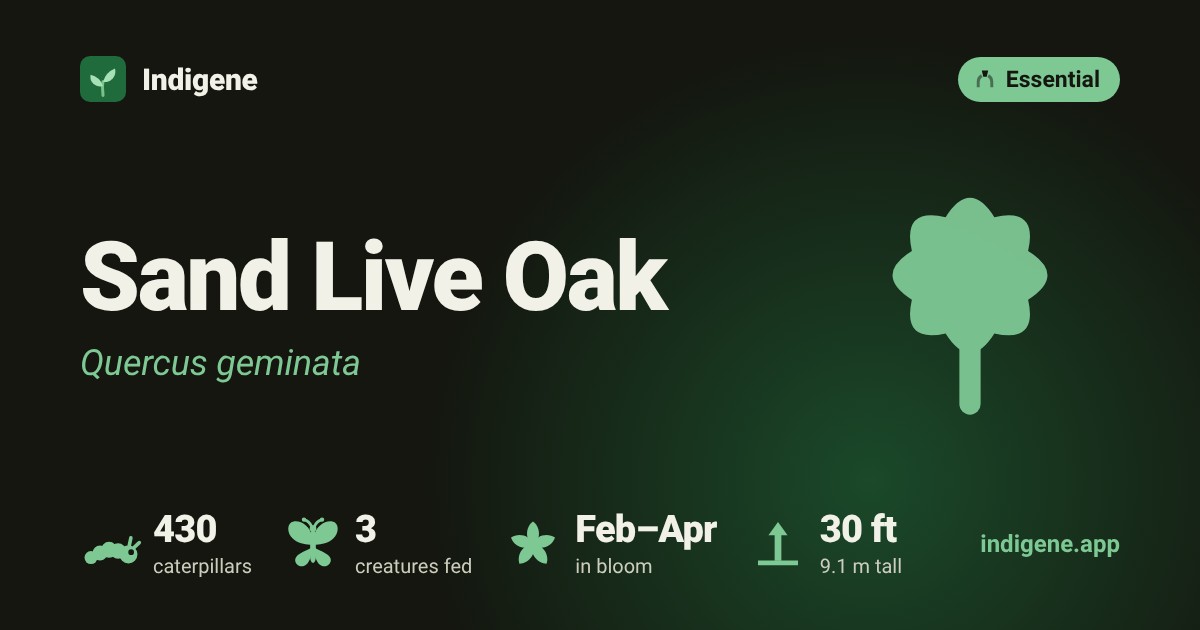 Indigene
Essential
Sand Live Oak
Quercus geminata
430
caterpillars
3
creatures fed
Feb–Apr
in bloom
30 ft
9.1 m tall
indigene.app